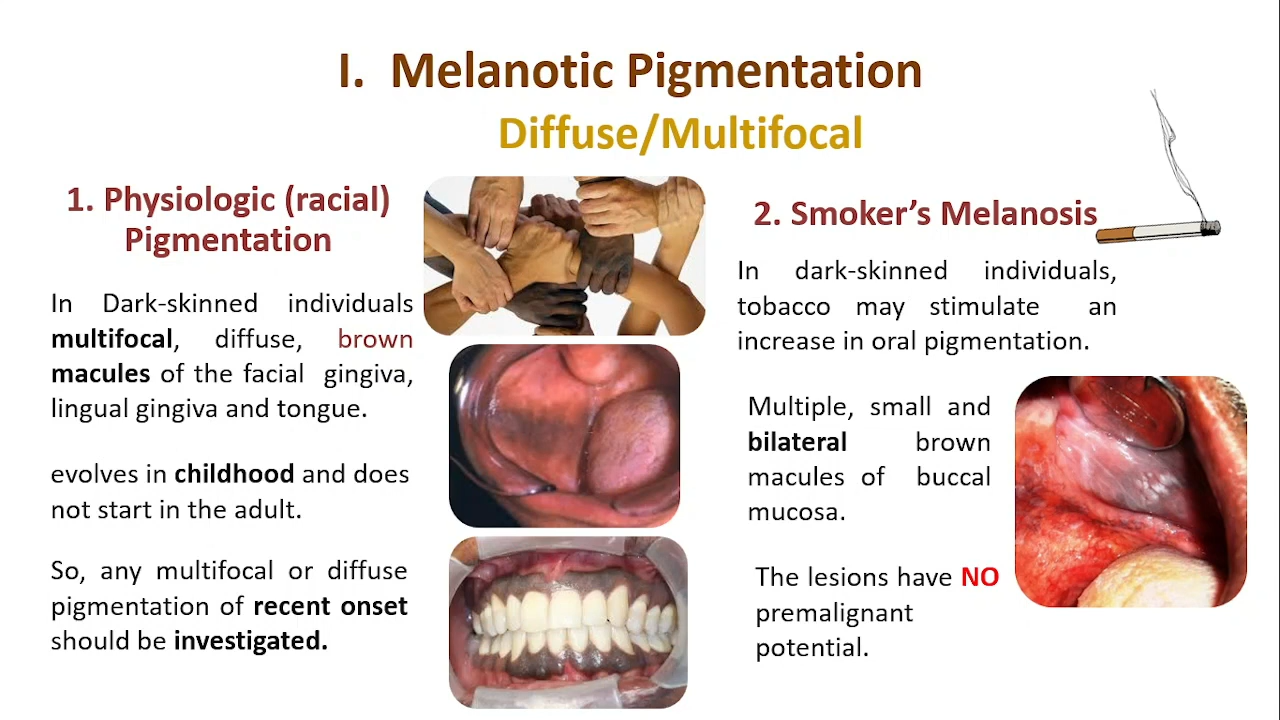 I. Melanotic Pigmentation
Diffuse/Multifocal
1. Physiologic (racial)
Pigmentation
In Dark-skinned individuals
multifocal, diffuse, brown
macules of the facial gingiva,
lingual gingiva and tongue.
evolves in childhood and does
not start in the adult.
So, any multifocal or diffuse
pigmentation of recent onset
should be investigated.
2. Smoker’s Melanosis
In dark-skinned individuals,
tobacco may stimulate an
increase in oral pigmentation.
Multiple, small and
bilateral brown
macules of buccal
mucosa.
The lesions have NO
premalignant
potential.